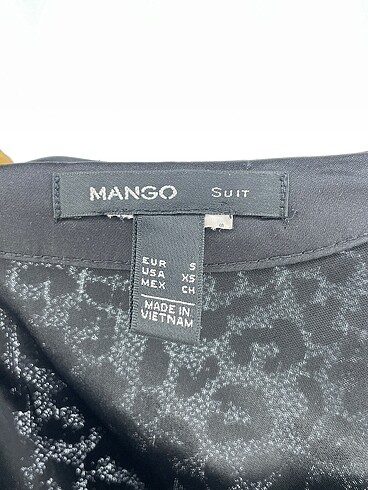 MANGO SUIT
EUR S
USA XS
MEX CH
MADE IN
VIETNAM